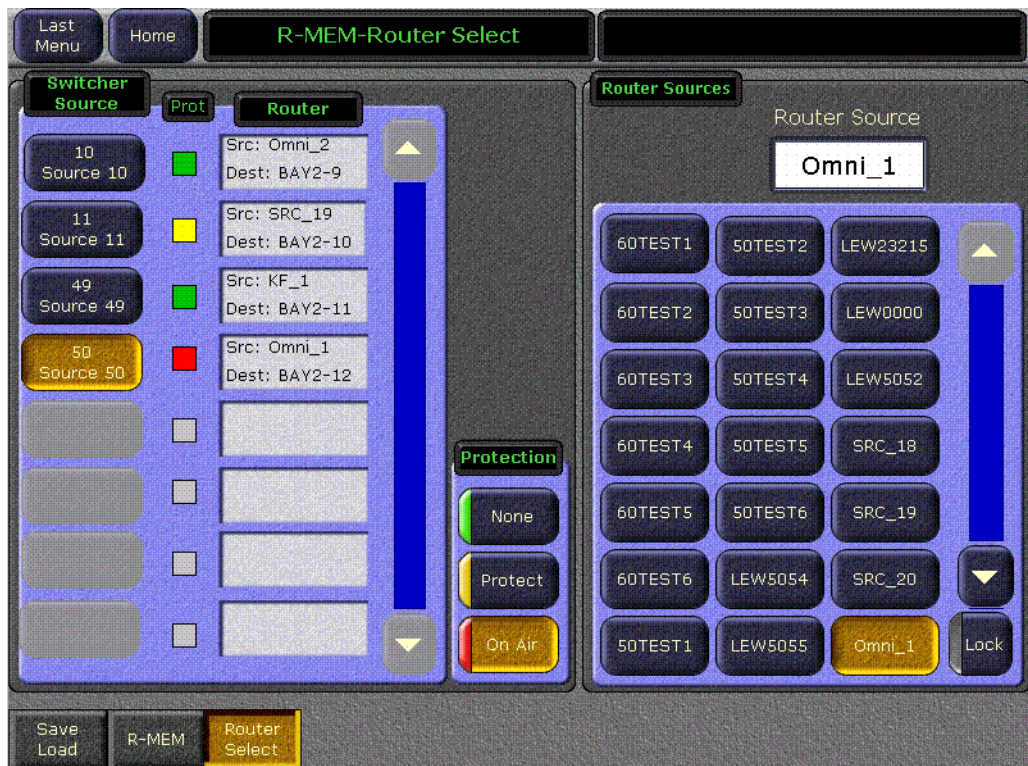 Last
Menu
Home
R-MEM-Router Select
Switcher
Source
Prot
Router
10
Source 10
Src: Omni_2
Dest: BAY2-9
11
Source 11
Src: SRC_19
Dest: BAY2-10
49
Source 49
Src: KF_1
Dest: BAY2-11
50
Source 50
Src: Omni_1
Dest: BAY2-12
Protection
None
Protect
On Air
Router Sources
Router Source
Omni_1
60TEST1 50TEST2 LEW23215
60TEST2 50TEST3 LEW0000
60TEST3 50TEST4 LEW5052
60TEST4 50TEST5 SRC_18
60TEST5 50TEST6 SRC_19
60TEST6 LEW5054 SRC_20
50TEST1 LEW5055 Omni_1 Lock
Save
Load
R-MEM
Router
Select